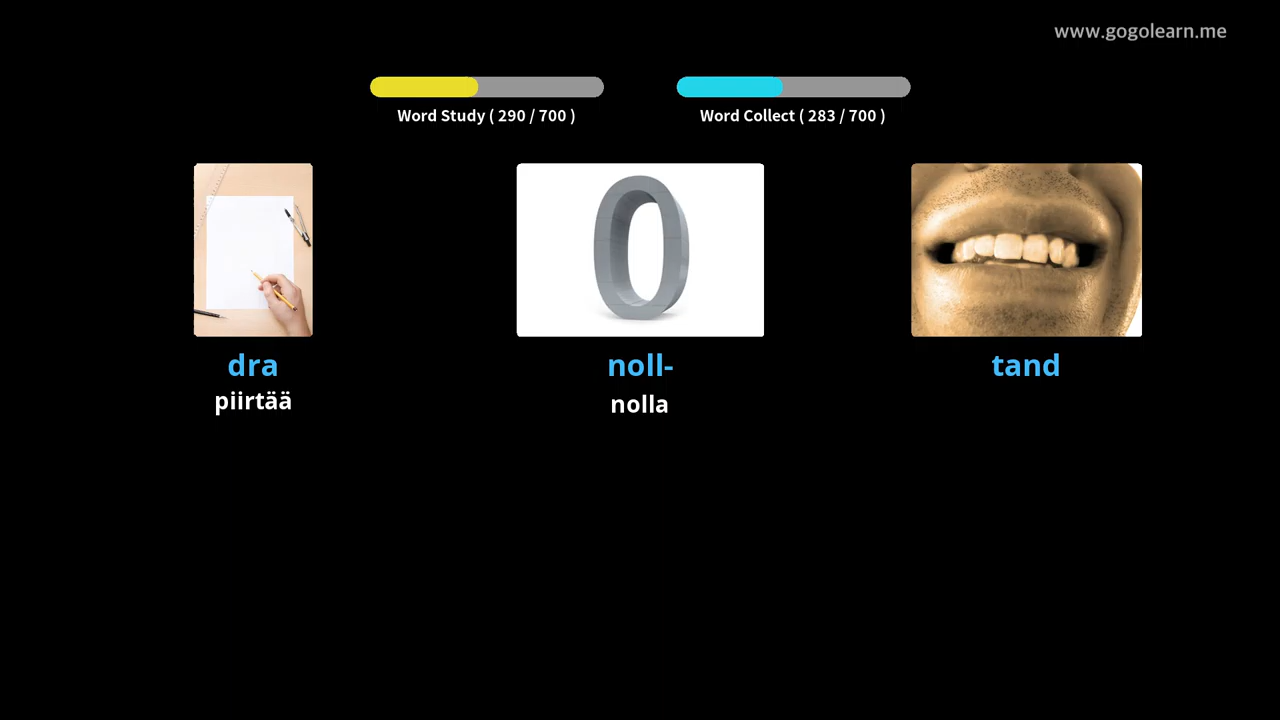 www.gogolearn.me
Word Study ( 290 / 700 )
Word Collect ( 283 / 700 )
dra
piirtää
noll-
nolla
tand